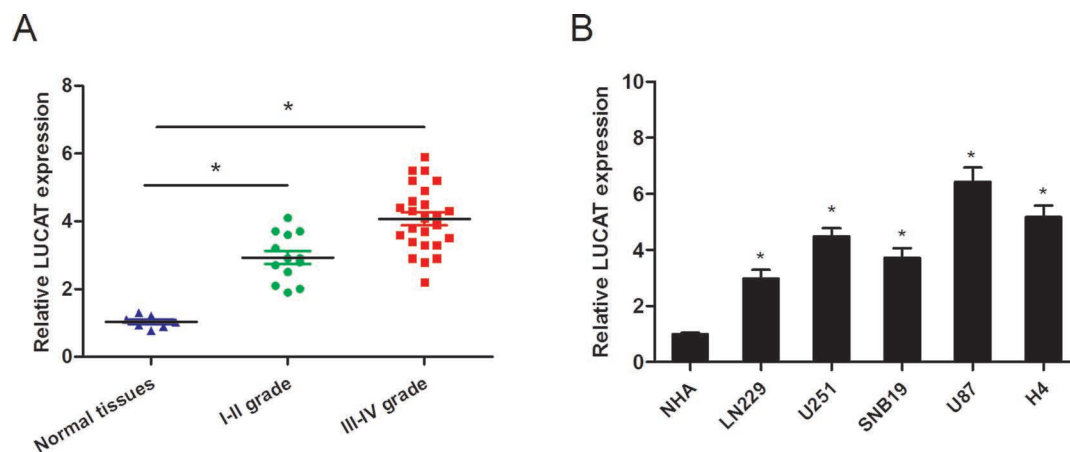 A
Relative LUCAT expression
8
6
4
2
0
*
*
Normal tissues
I-II grade
III-IV grade
B
Relative LUCAT expression
10
8
6
4
2
0
*
*
*
*
*
NHA
LN229
U251
SNB19
U87
H4